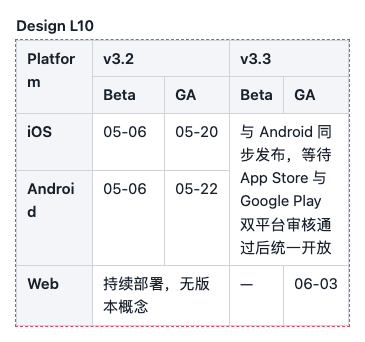 Design L10
Platfor
m
v3.2
v3.3
Beta
GA
Beta
GA
iOS
05-06
05-20
与 Android 同
步发布，等待
App Store 与
Google Play
双平台审核通
过后统一开放
Androi
d
05-06
05-22
Web
持续部署，无版
本概念
—
06-03